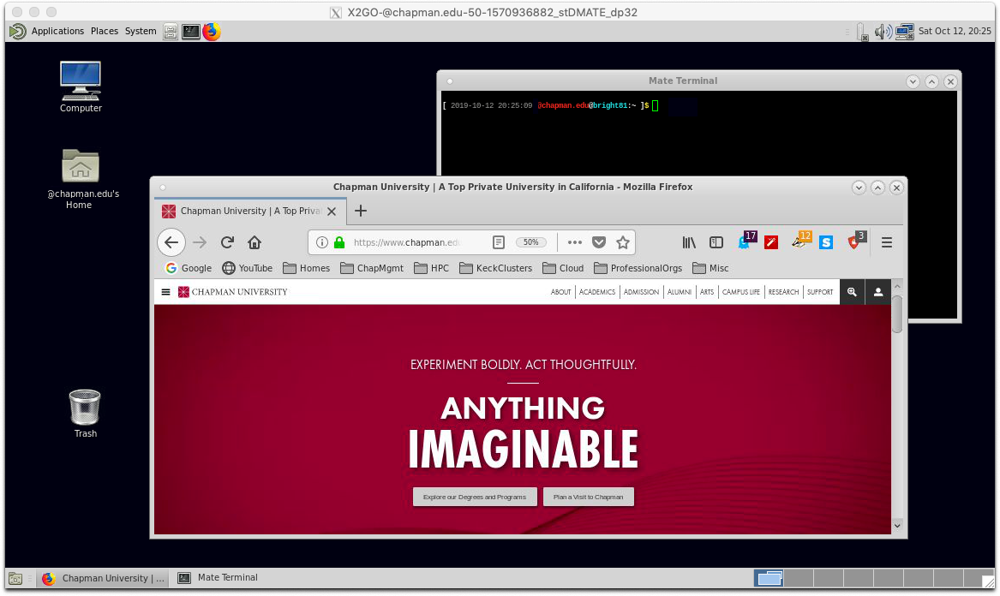 X2GO-@chapman.edu-50-1570936882_stDMATE_dp32
Applications Places System
Sat Oct 12, 20:25
Computer
@chapman.edu's
Home
Trash
Mate Terminal
[ 2019-10-12 20:25:09 @chapman.edu@bright81:~ ]$
Chapman University | A Top Private University in California - Mozilla Firefox
Chapman University | A Top Priva
https://www.chapman.edu
50%
17
12
S
3
Google YouTube Homes ChapMgmt HPC KeckClusters Cloud ProfessionalOrgs Misc
CHAPMAN UNIVERSITY
ABOUT ACADEMICS ADMISSION ALUMNI ARTS CAMPUS LIFE RESEARCH SUPPORT
EXPERIMENT BOLDLY. ACT THOUGHTFULLY.
ANYTHING
IMAGINABLE
Explore our Degrees and Programs
Plan a Visit to Chapman
Chapman University | ...
Mate Terminal